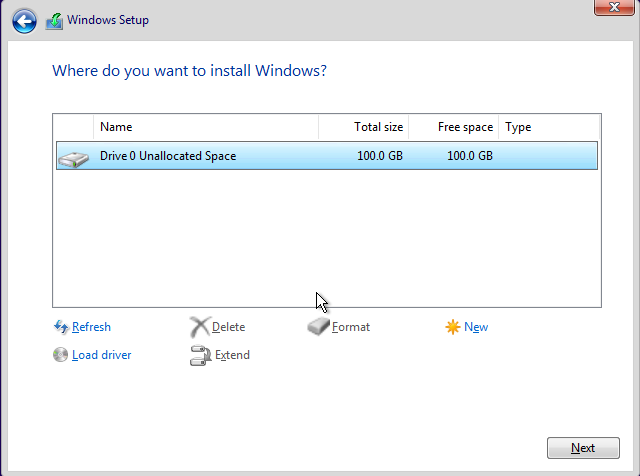 Windows Setup
Where do you want to install Windows?
Name Total size Free space Type
Drive 0 Unallocated Space 100.0 GB 100.0 GB
Refresh Delete Format New
Load driver Extend
Next